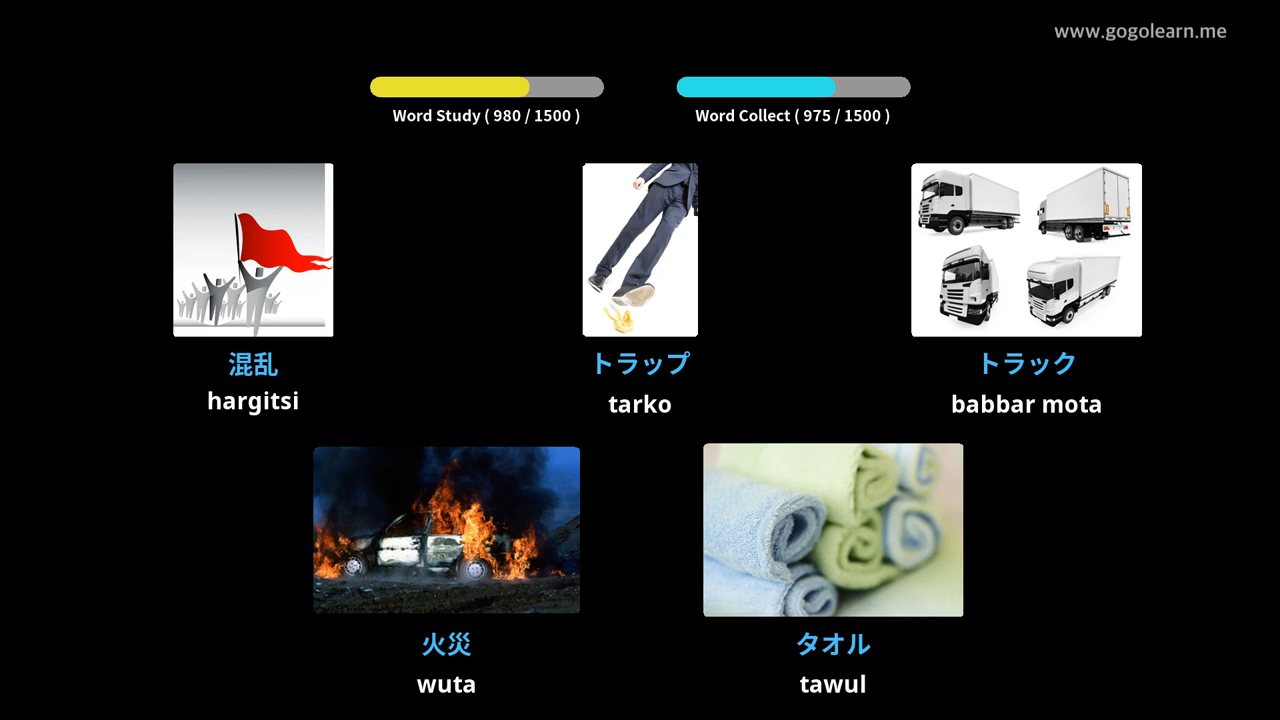 www.gogolearn.me
Word Study ( 980 / 1500 )
Word Collect ( 975 / 1500 )
混乱
hargitsi
トラップ
tarko
トラック
babbar mota
火災
wuta
タオル
tawul